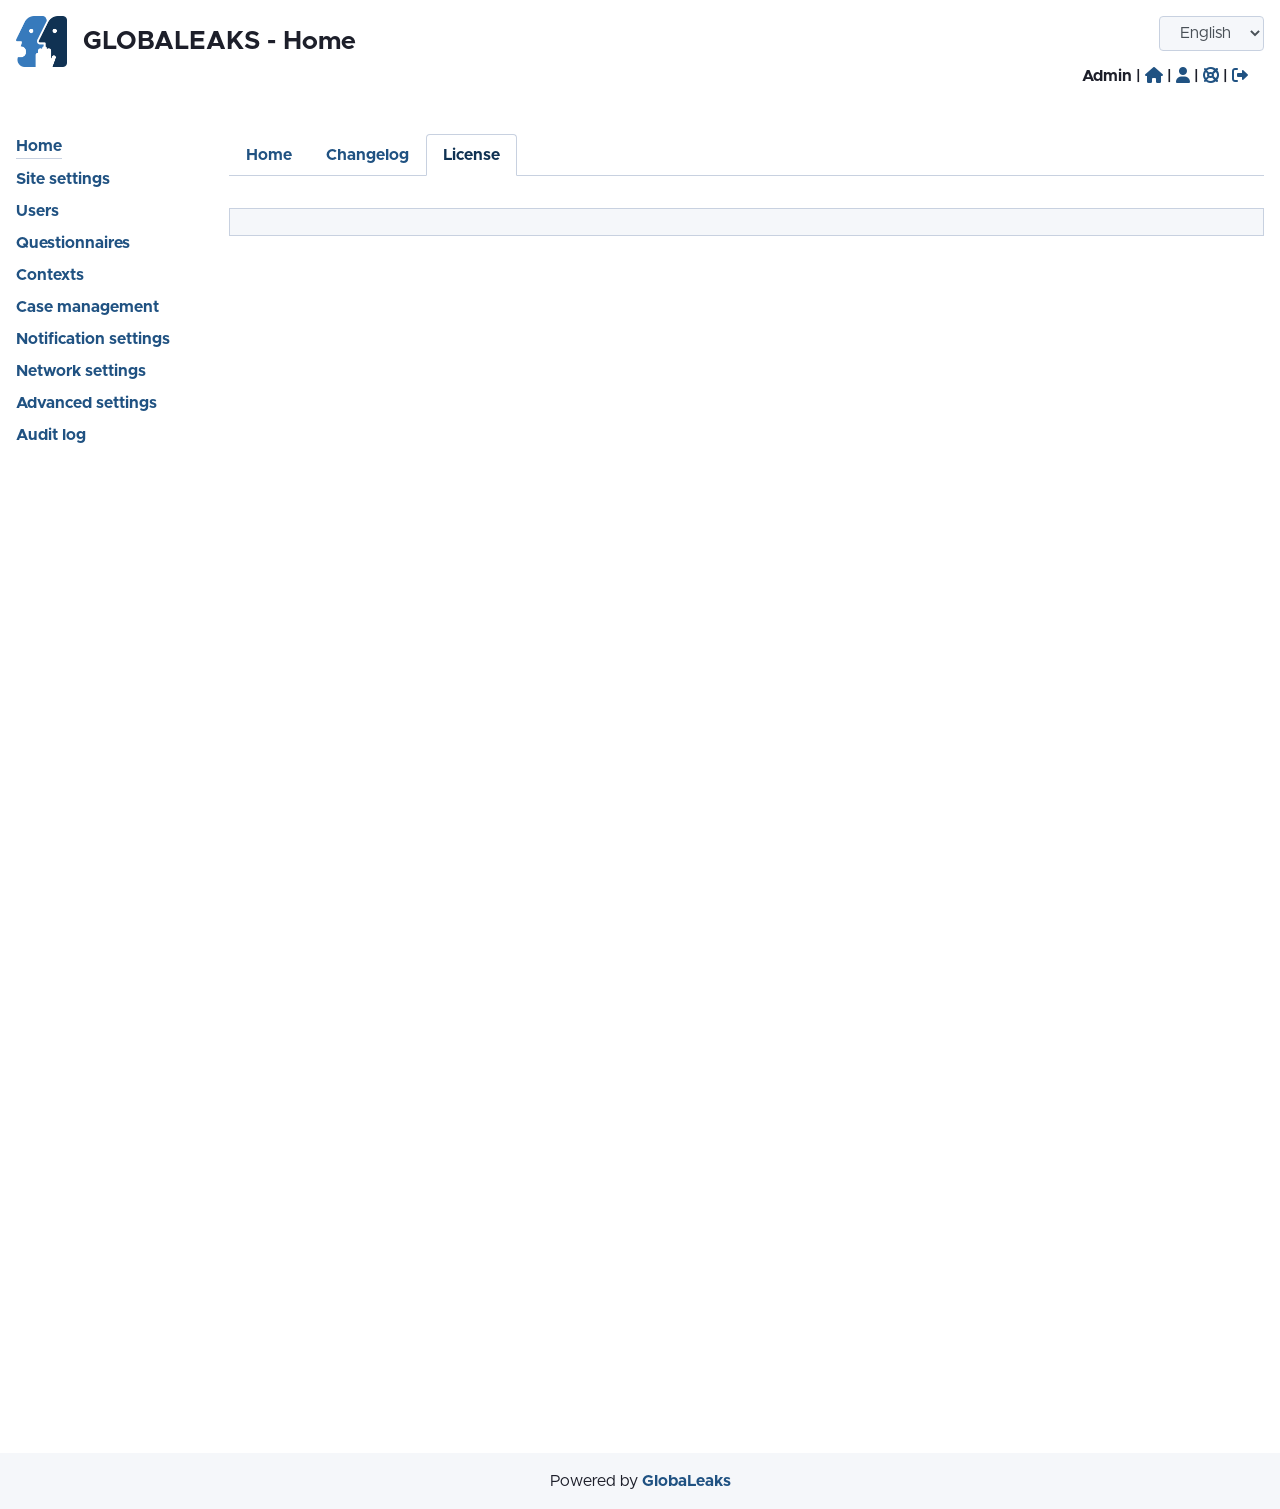 GLOBALEAKS - Home
English
Admin | | | |
Home
Site settings
Users
Questionnaires
Contexts
Case management
Notification settings
Network settings
Advanced settings
Audit log
Home Changelog License
Powered by GlobaLeaks